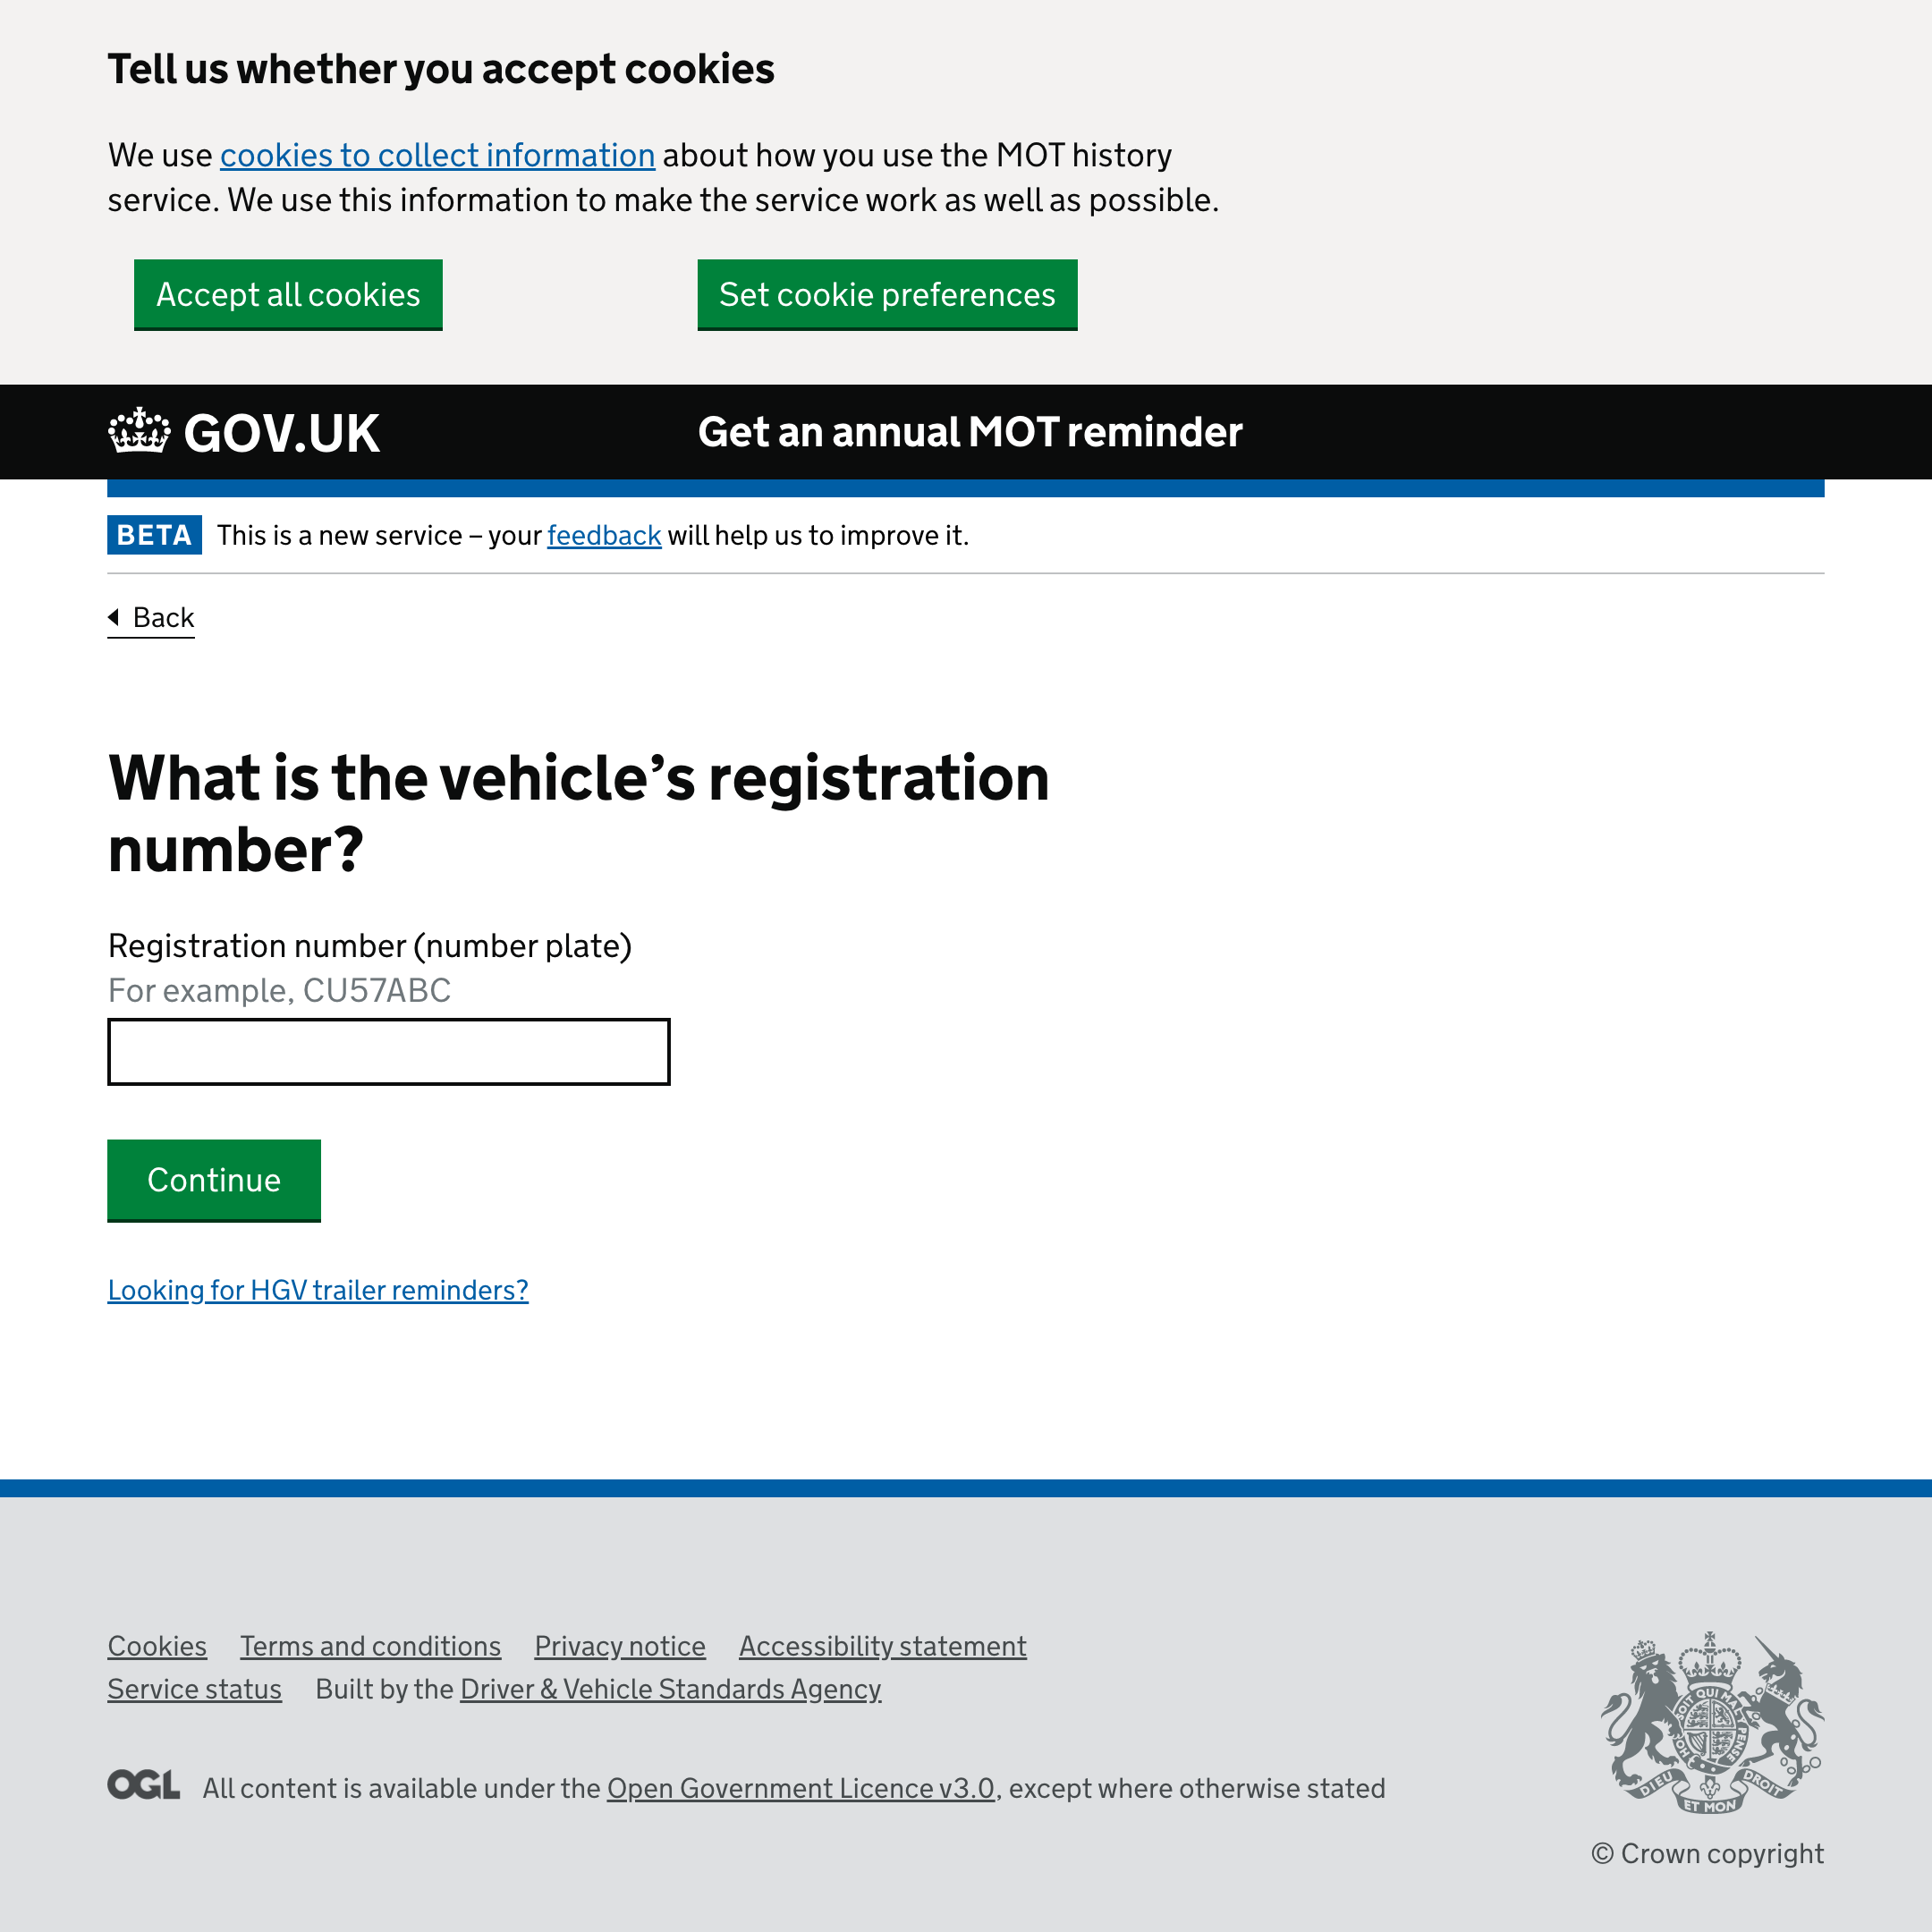 Tell us whether you accept cookies
We use cookies to collect information about how you use the MOT history
service. We use this information to make the service work as well as possible.
Accept all cookies
Set cookie preferences
GOV.UK
Get an annual MOT reminder
BETA This is a new service – your feedback will help us to improve it.
Back
What is the vehicle’s registration
number?
Registration number (number plate)
For example, CU57ABC
Continue
Looking for HGV trailer reminders?
Cookies Terms and conditions Privacy notice Accessibility statement
Service status Built by the Driver & Vehicle Standards Agency
OGL All content is available under the Open Government Licence v3.0, except where otherwise stated
SOIT QUI MAL Y PENSE
DIEU ET MON DROIT
© Crown copyright